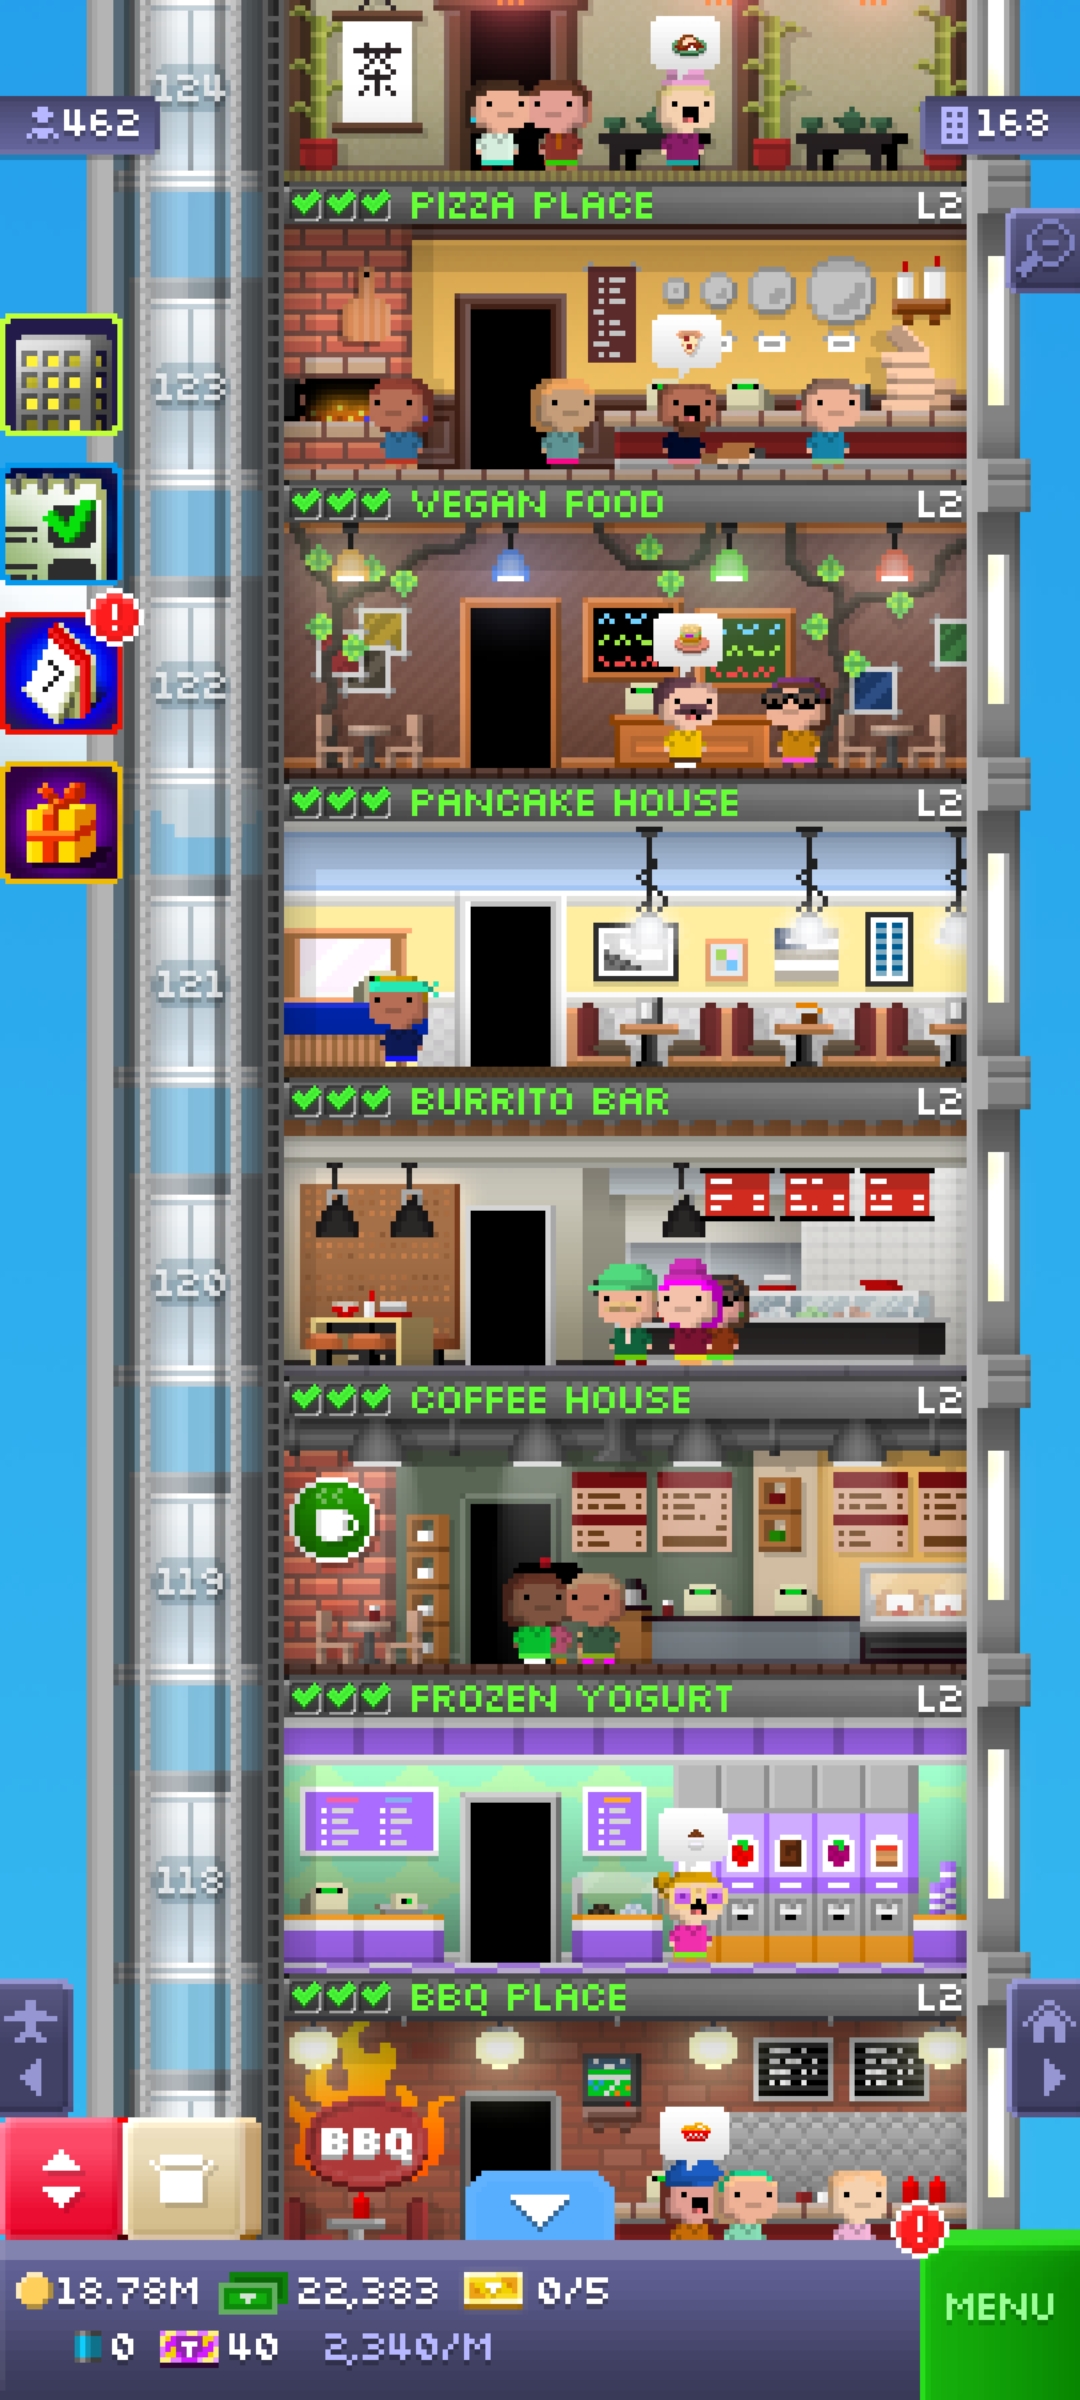 茶
124
462
168
PIZZA PLACE L2
123
VEGAN FOOD L2
122
7
PANCAKE HOUSE L2
121
BURRITO BAR L2
120
COFFEE HOUSE L2
119
FROZEN YOGURT L2
118
BBQ PLACE L2
BBQ
18.78M 22,383 0/5
MENU
0 T 40 2,340/M